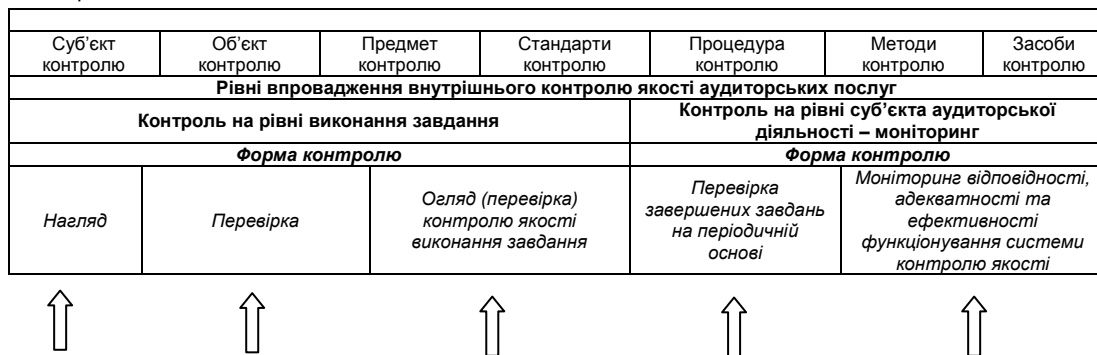 Суб’єкт контролю
Об’єкт контролю
Предмет контролю
Стандарти контролю
Процедура контролю
Методи контролю
Засоби контролю
Рівні впровадження внутрішнього контролю якості аудиторських послуг
Контроль на рівні виконання завдання
Контроль на рівні суб’єкта аудиторської
діяльності – моніторинг
Форма контролю
Форма контролю
Нагляд
Перевірка
Огляд (перевірка)
контролю якості
виконання завдання
Перевірка
завершених завдань
на періодичній
основі
Моніторинг відповідності,
адекватності та
ефективності
функціонування системи
контролю якості